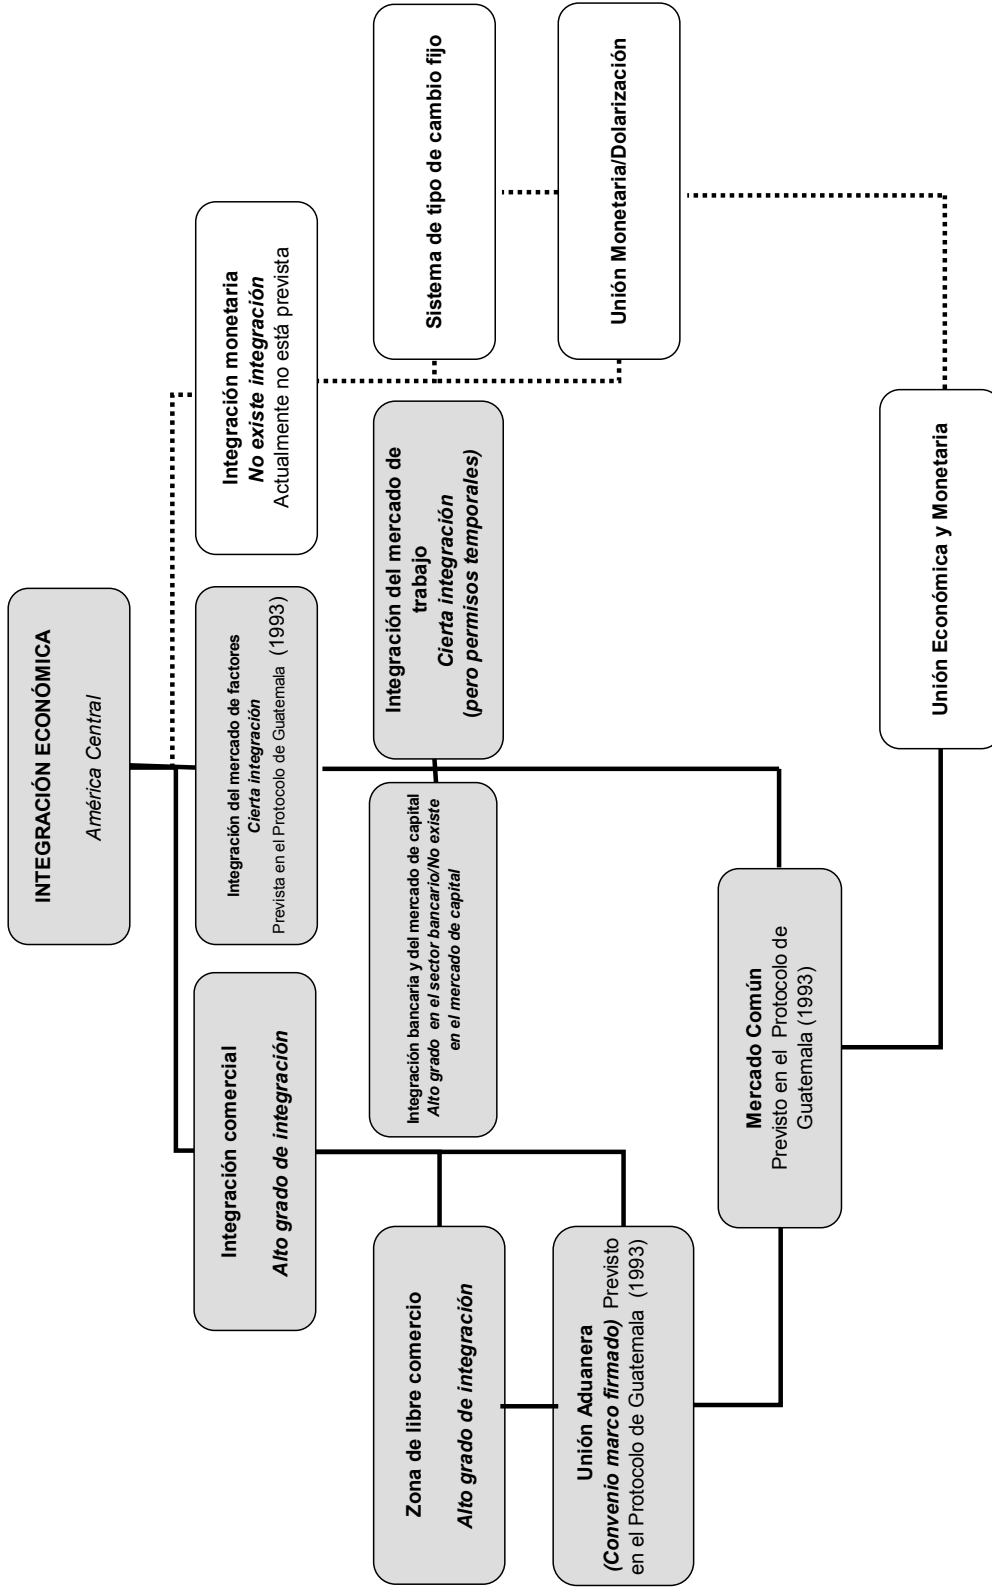 INTEGRACIÓN ECONÓMICA
América Central
Integración comercial
Alto grado de integración
Integración del mercado de factores
Cierta integración
Prevista en el Protocolo de Guatemala (1993)
Integración monetaria
No existe integración
Actualmente no está prevista
Zona de libre comercio
Alto grado de integración
Integración bancaria y del mercado de capital
Alto grado en el sector bancario/No existe
en el mercado de capital
Integración del mercado de
trabajo
Cierta integración
(pero permisos temporales)
Sistema de tipo de cambio fijo
Unión Aduanera
(Convenio marco firmado) Previsto
en el Protocolo de Guatemala (1993)
Unión Monetaria/Dolarización
Mercado Común
Previsto en el Protocolo de
Guatemala (1993)
Unión Económica y Monetaria